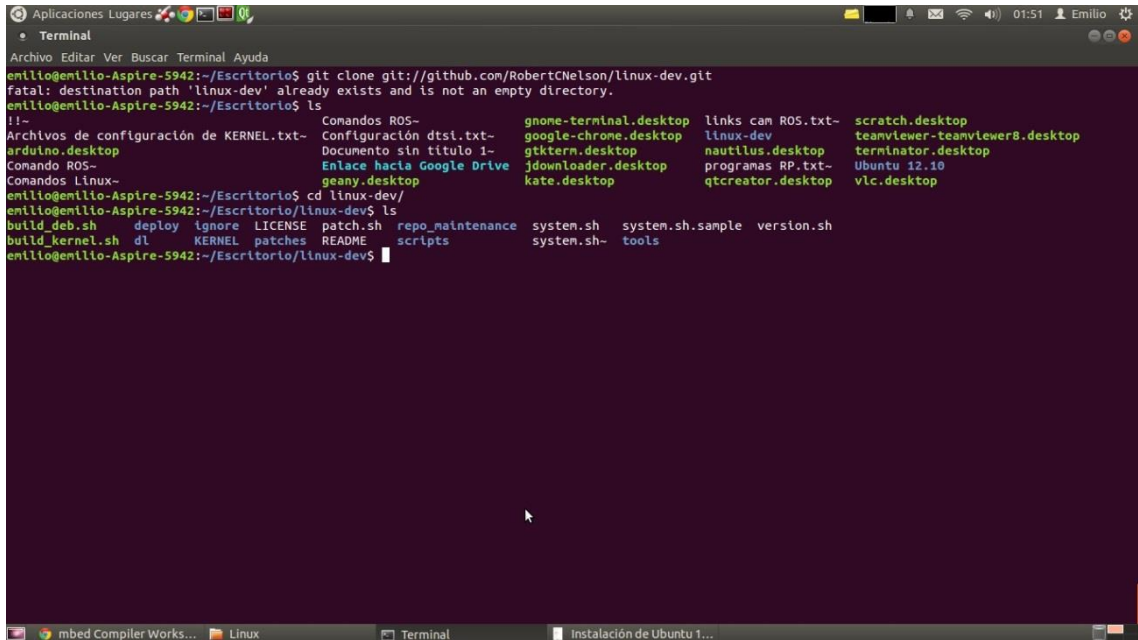 Aplicaciones Lugares 01:51 Emilio
Terminal
Archivo Editar Ver Buscar Terminal Ayuda
emilio@emilio-Aspire-5942:~/Escritorio$ git clone git://github.com/RobertCNelson/linux-dev.git
fatal: destination path 'linux-dev' already exists and is not an empty directory.
emilio@emilio-Aspire-5942:~/Escritorio$ ls
!!~ Comandos ROS~ gnome-terminal.desktop links cam ROS.txt~ scratch.desktop
Archivos de configuración de KERNEL.txt~ Configuración dtsi.txt~ google-chrome.desktop linux-dev teamviewer-teamviewer8.desktop
arduino.desktop Documento sin título 1~ gtkterm.desktop nautilus.desktop terminator.desktop
Comando ROS~ Enlace hacia Google Drive jdownloader.desktop programas RP.txt~ Ubuntu 12.10
Comandos Linux~ geany.desktop kate.desktop qtcreator.desktop vlc.desktop
emilio@emilio-Aspire-5942:~/Escritorio$ cd linux-dev/
emilio@emilio-Aspire-5942:~/Escritorio/linux-dev$ ls
build_deb.sh deploy ignore LICENSE patch.sh repo_maintenance system.sh system.sh.sample version.sh
build_kernel.sh dl KERNEL patches README scripts system.sh~ tools
emilio@emilio-Aspire-5942:~/Escritorio/linux-dev$
mbed Compiler Works... Linux Terminal Instalación de Ubuntu 1...